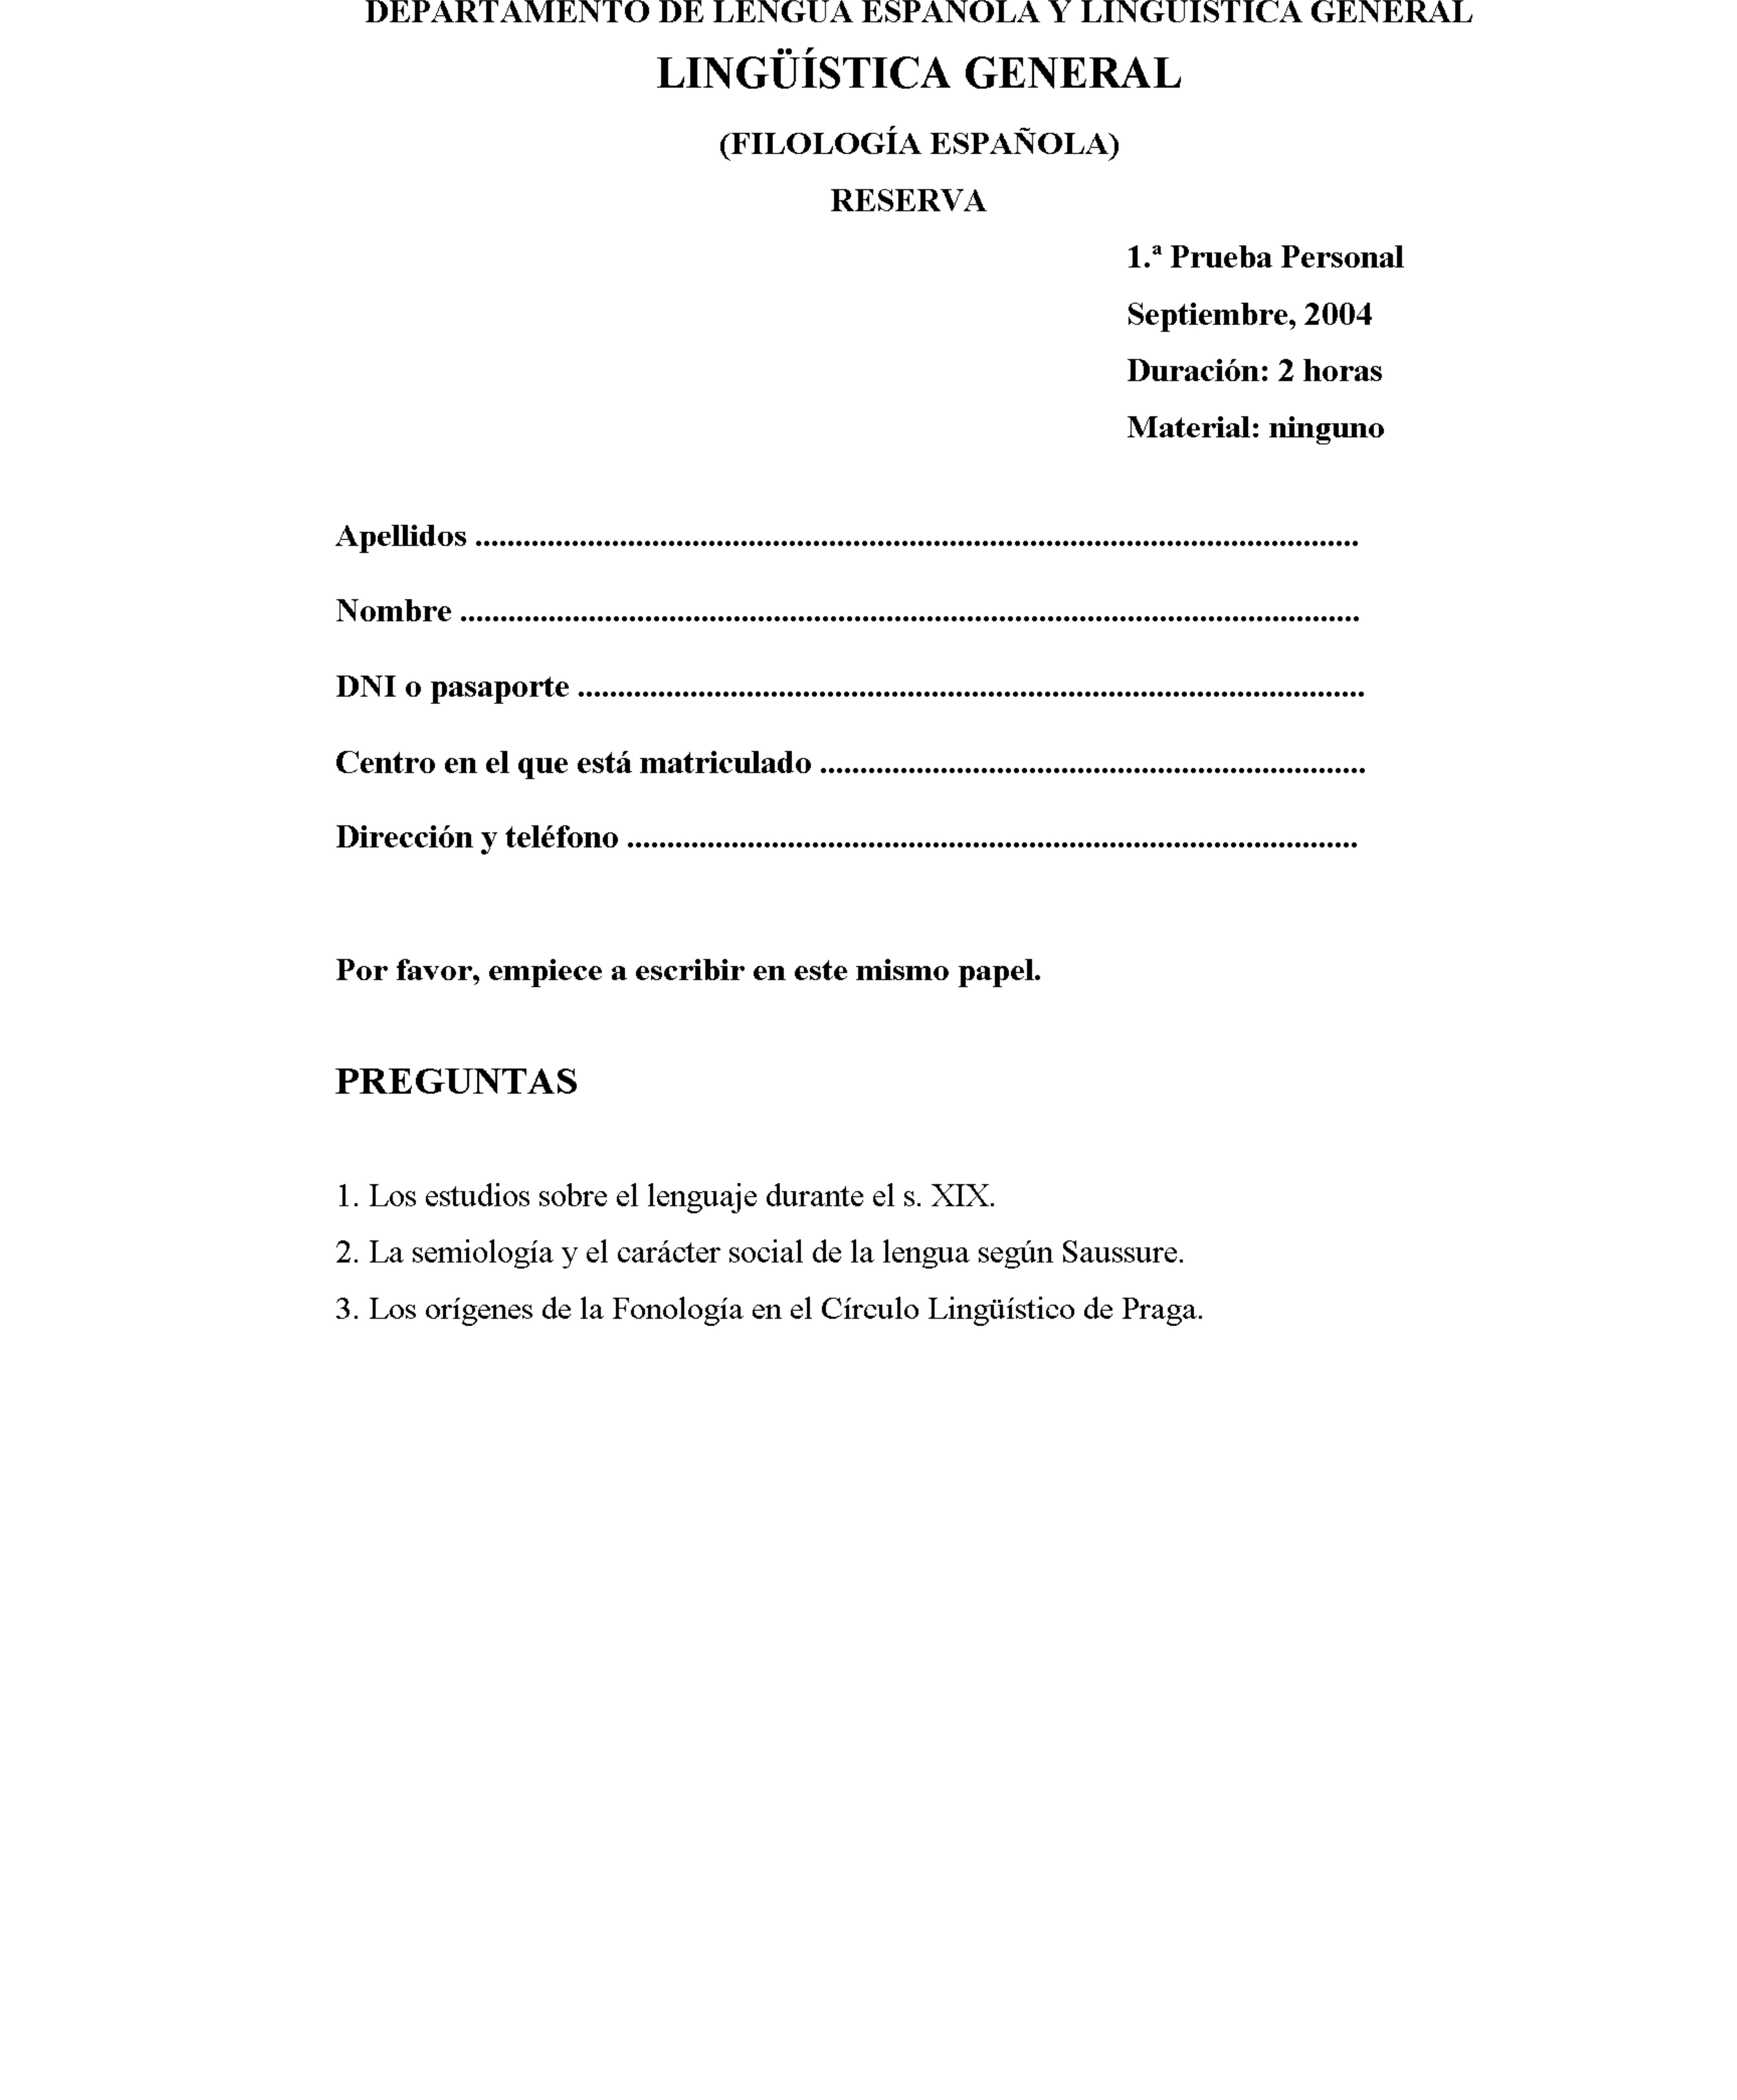 DEPARTAMENTO DE LENGUA ESPAÑOLA Y LINGÜÍSTICA GENERAL
LINGÜÍSTICA GENERAL
(FILOLOGÍA ESPAÑOLA)
RESERVA
1.ª Prueba Personal
Septiembre, 2004
Duración: 2 horas
Material: ninguno
Apellidos ..............................................................................................................
Nombre ................................................................................................................
DNI o pasaporte ..................................................................................................
Centro en el que está matriculado ....................................................................
Dirección y teléfono ...........................................................................................
Por favor, empiece a escribir en este mismo papel.
PREGUNTAS
1. Los estudios sobre el lenguaje durante el s. XIX.
2. La semiología y el carácter social de la lengua según Saussure.
3. Los orígenes de la Fonología en el Círculo Lingüístico de Praga.